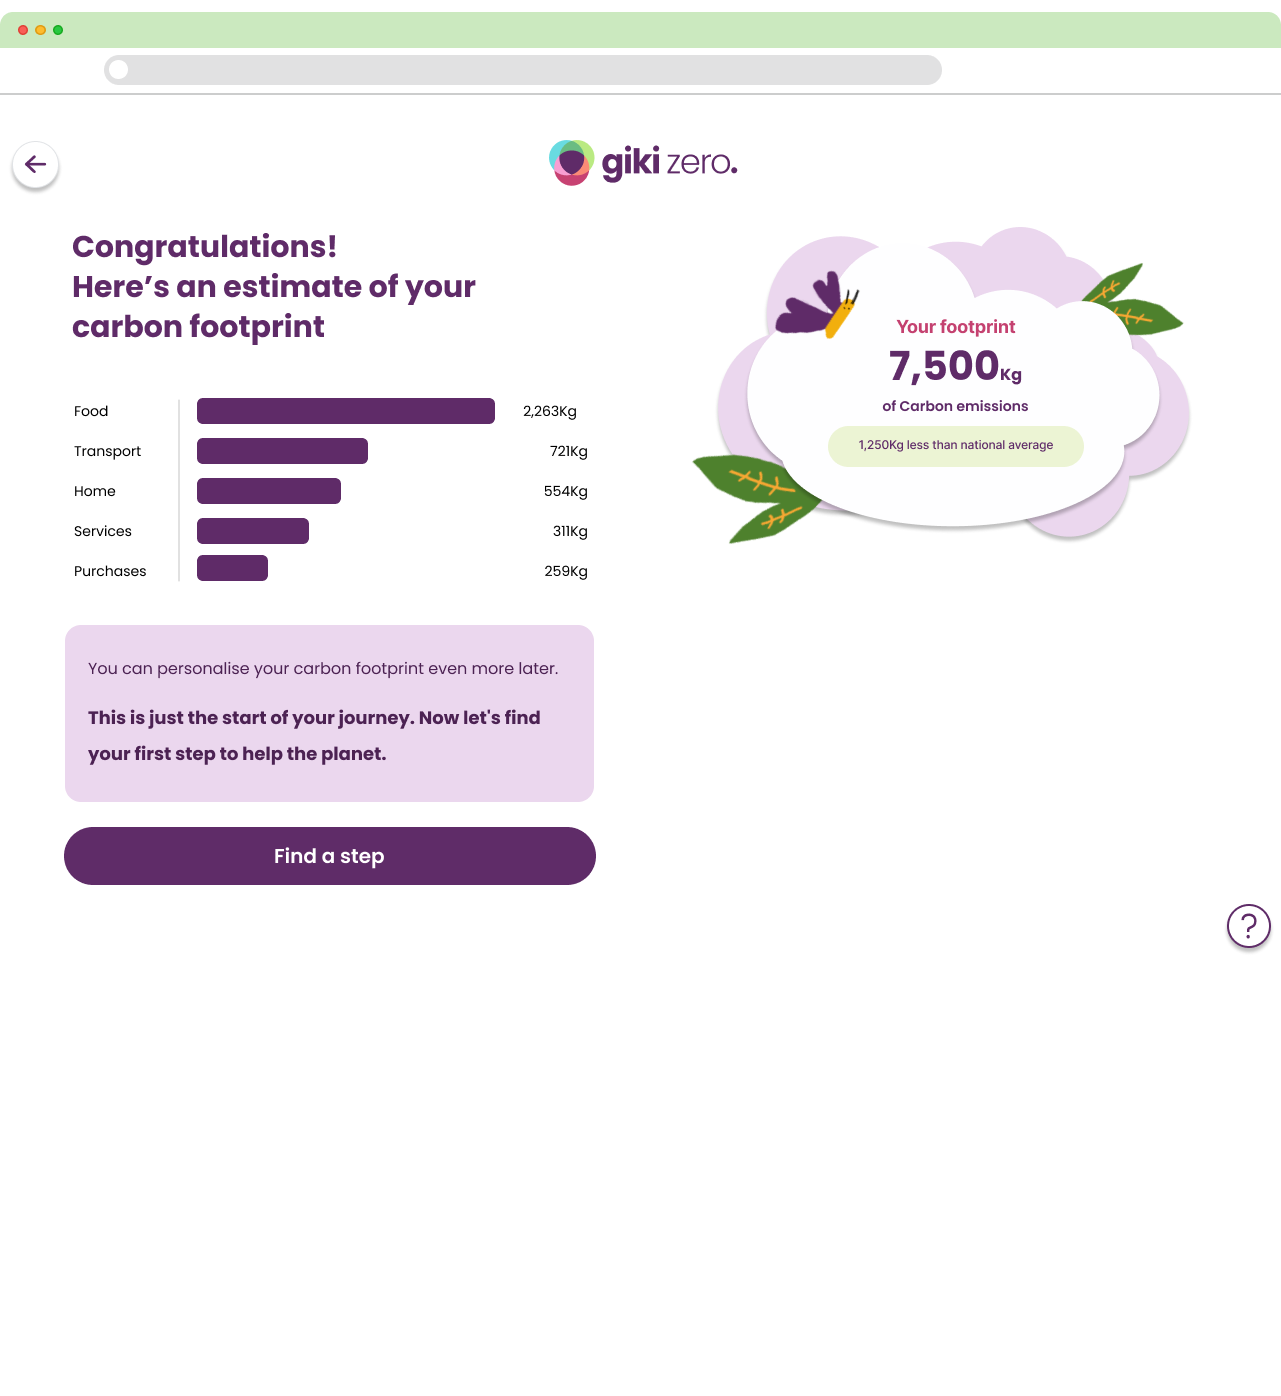 giki zero.
Congratulations!
Here’s an estimate of your
carbon footprint
Food 2,263Kg
Transport 721Kg
Home 554Kg
Services 311Kg
Purchases 259Kg
You can personalise your carbon footprint even more later.
This is just the start of your journey. Now let's find
your first step to help the planet.
Find a step
Your footprint
7,500Kg
of Carbon emissions
1,250Kg less than national average
?